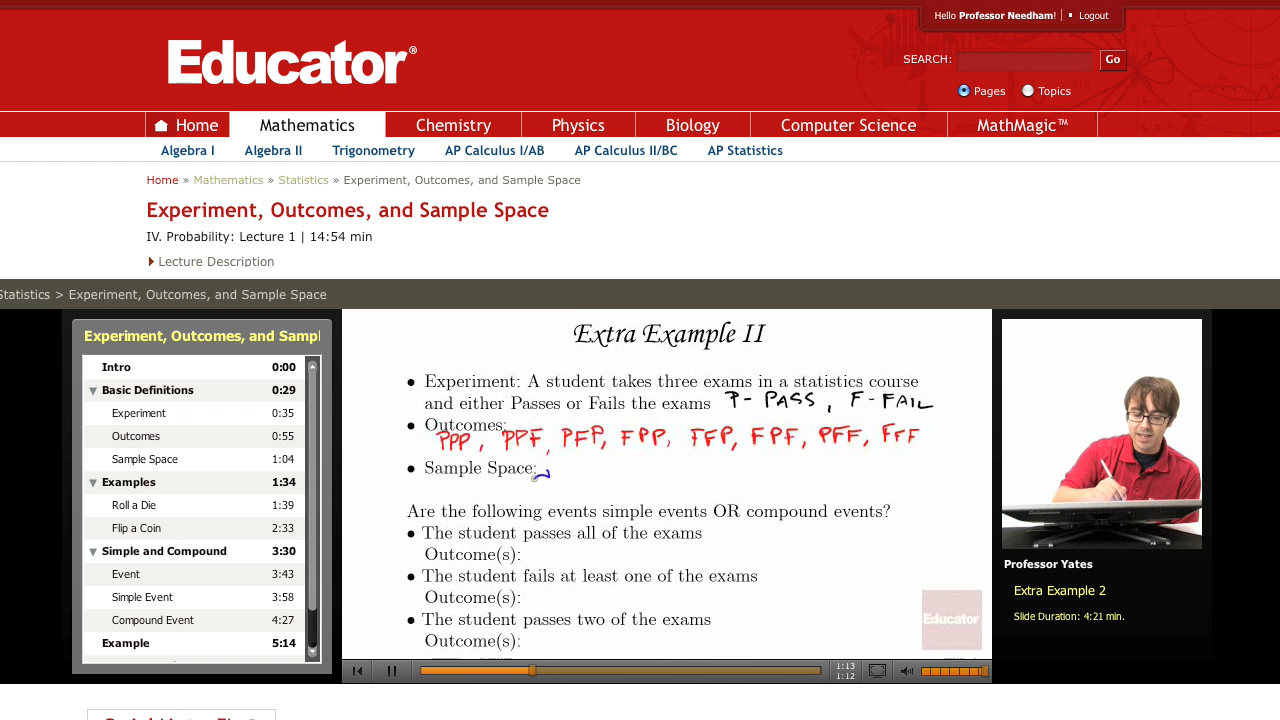 Hello Professor Needham! Logout
Educator®
SEARCH: Go
Pages Topics
Home Mathematics Chemistry Physics Biology Computer Science MathMagic™
Algebra I Algebra II Trigonometry AP Calculus I/AB AP Calculus II/BC AP Statistics
Home » Mathematics » Statistics » Experiment, Outcomes, and Sample Space
Experiment, Outcomes, and Sample Space
IV. Probability: Lecture 1 | 14:54 min
Lecture Description
Statistics > Experiment, Outcomes, and Sample Space
Experiment, Outcomes, and Sampl
Intro 0:00
Basic Definitions 0:29
Experiment 0:35
Outcomes 0:55
Sample Space 1:04
Examples 1:34
Roll a Die 1:39
Flip a Coin 2:33
Simple and Compound 3:30
Event 3:43
Simple Event 3:58
Compound Event 4:27
Example 5:14
Extra Example II
• Experiment: A student takes three exams in a statistics course
and either Passes or Fails the exams P - PASS , F - FAIL
• Outcomes:
PPP, PPF, PFP, FPP, FFP, FPF, PFF, FFF
• Sample Space:
Are the following events simple events OR compound events?
• The student passes all of the exams
Outcome(s):
• The student fails at least one of the exams
Outcome(s):
• The student passes two of the exams
Outcome(s):
Educator
1:13
1:12
Professor Yates
Extra Example 2
Slide Duration: 4:21 min.